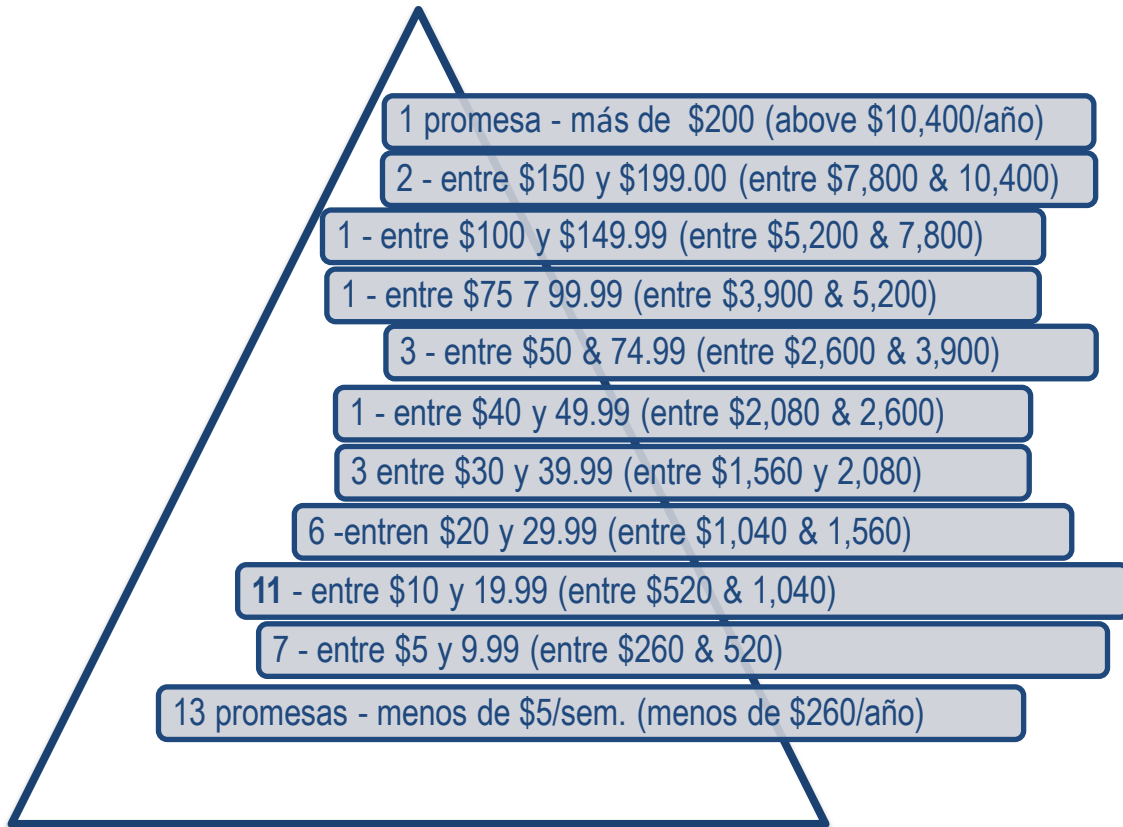 1 promesa - más de $200 (above $10,400/año)
2 - entre $150 y $199.00 (entre $7,800 & 10,400)
1 - entre $100 y $149.99 (entre $5,200 & 7,800)
1 - entre $75 7 99.99 (entre $3,900 & 5,200)
3 - entre $50 & 74.99 (entre $2,600 & 3,900)
1 - entre $40 y 49.99 (entre $2,080 & 2,600)
3 entre $30 y 39.99 (entre $1,560 y 2,080)
6 -entren $20 y 29.99 (entre $1,040 & 1,560)
11 - entre $10 y 19.99 (entre $520 & 1,040)
7 - entre $5 y 9.99 (entre $260 & 520)
13 promesas - menos de $5/sem. (menos de $260/año)